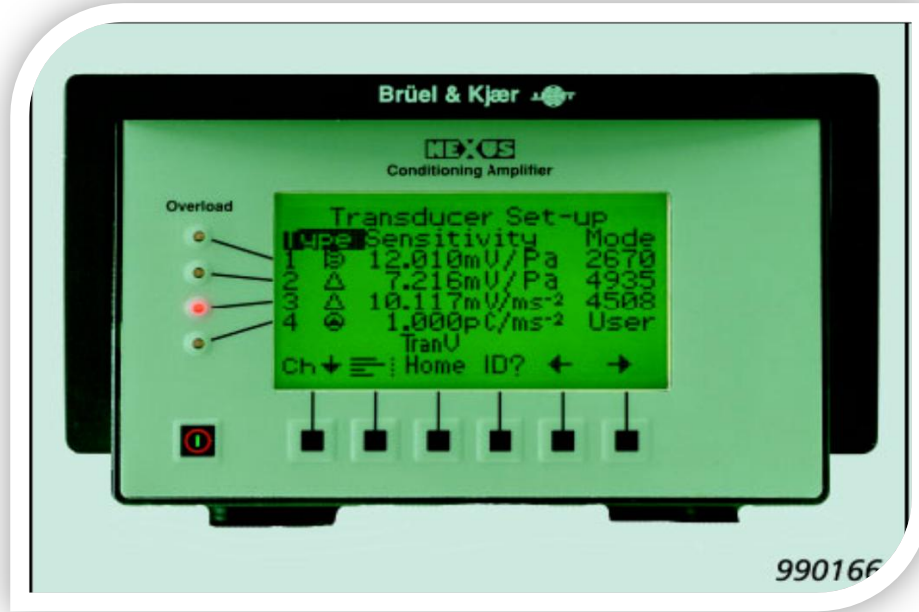 Brüel & Kjær
NEXUS
Conditioning Amplifier
Overload
Transducer Set-up
Type Sensitivity Mode
1 12.010mV/Pa 2670
2 7.216mV/Pa 4935
3 10.117mV/ms-2 4508
4 1.000pC/ms-2 User
TranV
Ch Home ID? ← →
990166